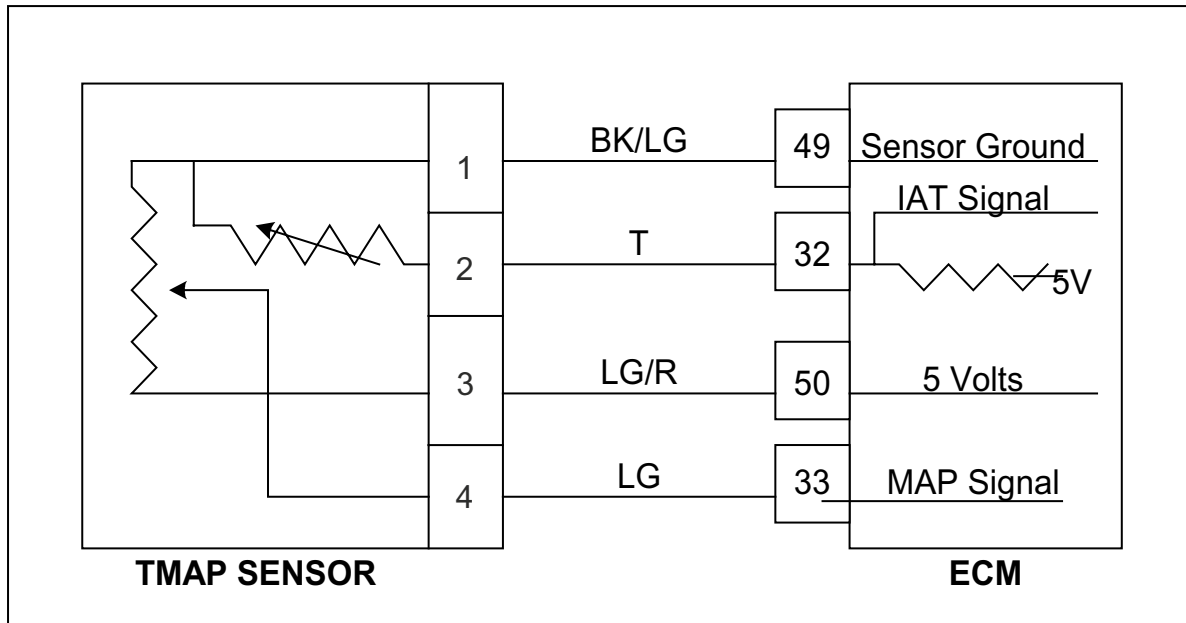 1 BK/LG 49 Sensor Ground
IAT Signal
2 T 32
5V
3 LG/R 50 5 Volts
4 LG 33 MAP Signal
TMAP SENSOR ECM